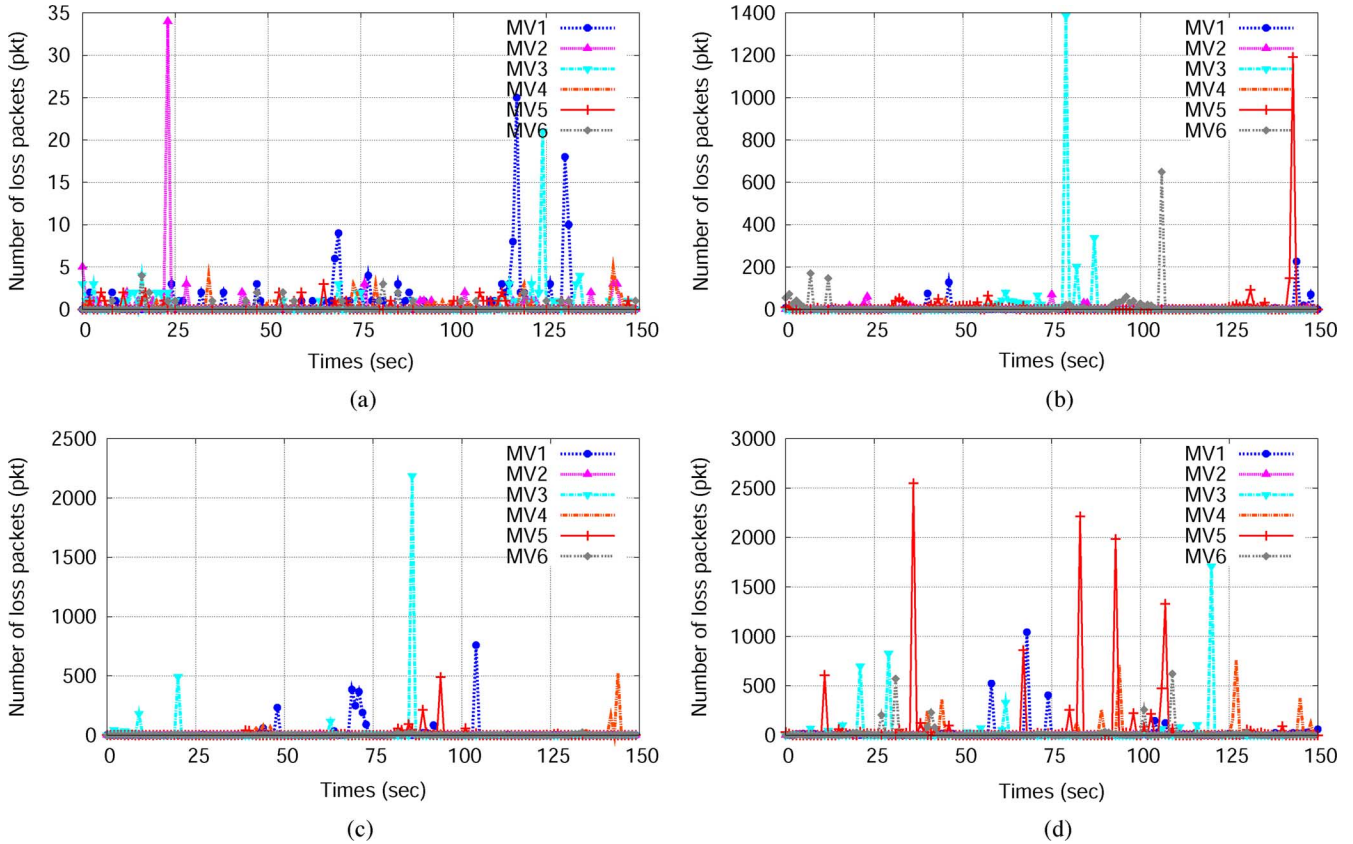 Number of loss packets (pkt)
35
30
25
20
15
10
5
0
MV1
MV2
MV3
MV4
MV5
MV6
0 25 50 75 100 125 150
Times (sec)
(a)
Number of loss packets (pkt)
1400
1200
1000
800
600
400
200
0
MV1
MV2
MV3
MV4
MV5
MV6
0 25 50 75 100 125 150
Times (sec)
(b)
Number of loss packets (pkt)
2500
2000
1500
1000
500
0
MV1
MV2
MV3
MV4
MV5
MV6
0 25 50 75 100 125 150
Times (sec)
(c)
Number of loss packets (pkt)
3000
2500
2000
1500
1000
500
0
MV1
MV2
MV3
MV4
MV5
MV6
0 25 50 75 100 125 150
Times (sec)
(d)